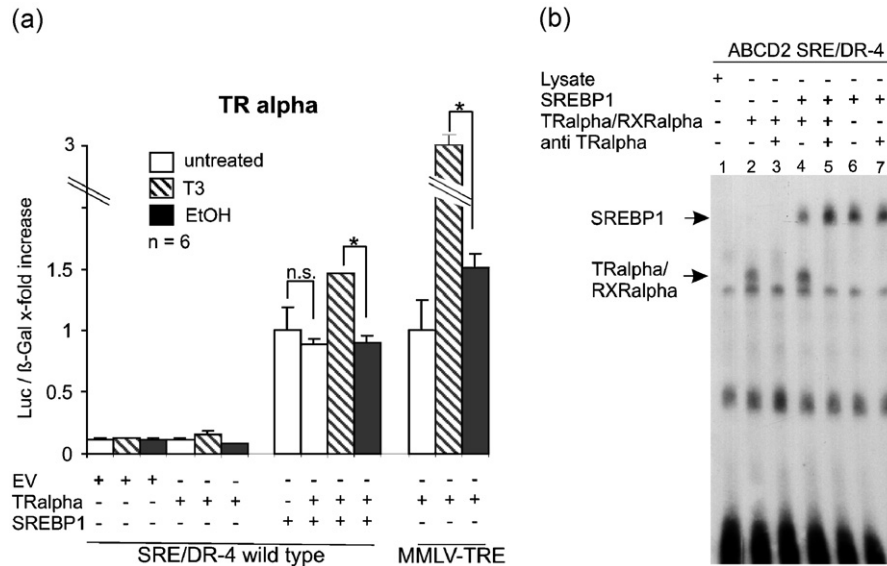 (a)
TR alpha
3
1.5
1
0.5
0
Luc / ß-Gal x-fold increase
untreated
T3
EtOH
n = 6
n.s.
*
*
EV + + + - - - - - - - - - -
TRalpha - - - + + + - + + + + + +
SREBP1 - - - - - - + + + + - - -
SRE/DR-4 wild type
MMLV-TRE
(b)
ABCD2 SRE/DR-4
Lysate + - - - - - -
SREBP1 - - - + + + +
TRalpha/RXRalpha - + + + + - -
anti TRalpha - - + - + - +
1 2 3 4 5 6 7
SREBP1
TRalpha/
RXRalpha